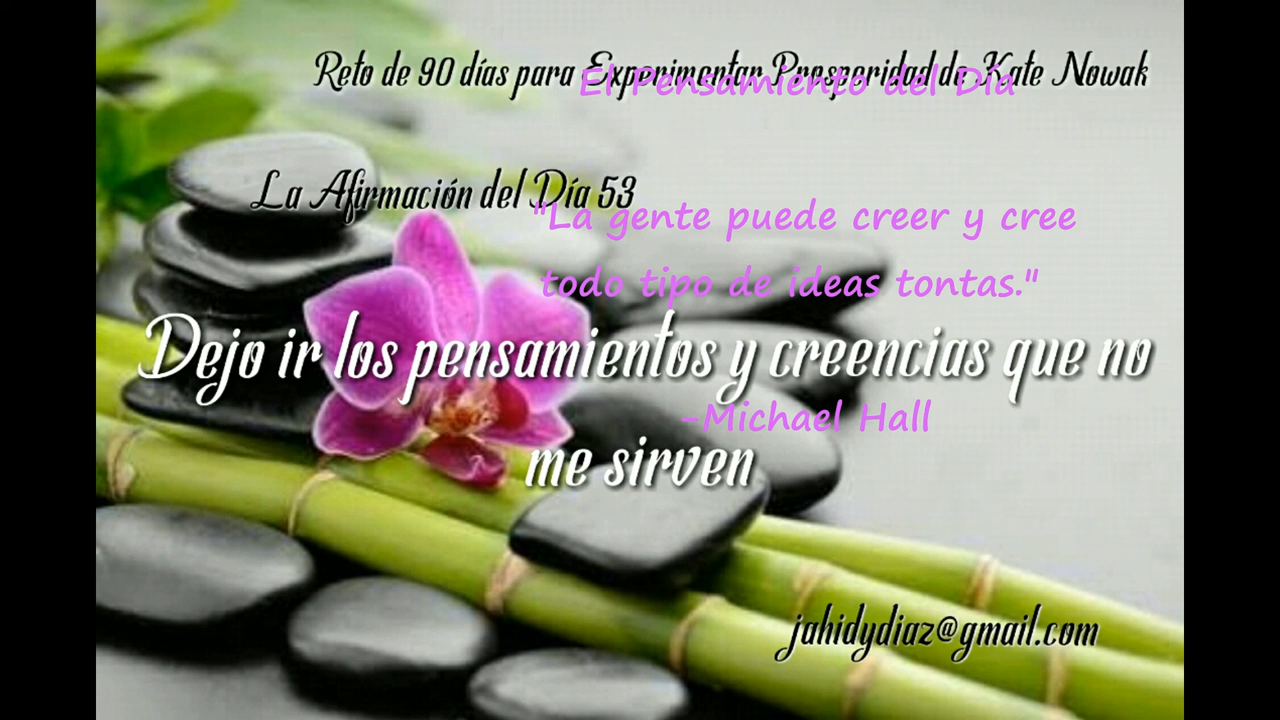 Reto de 90 días para Experimentar Prosperidad de Kate Nowak
El Pensamiento del Día
La Afirmación del Día 53
"La gente puede creer y cree
todo tipo de ideas tontas."
Dejo ir los pensamientos y creencias que no
-Michael Hall
me sirven
jahidydiaz@gmail.com